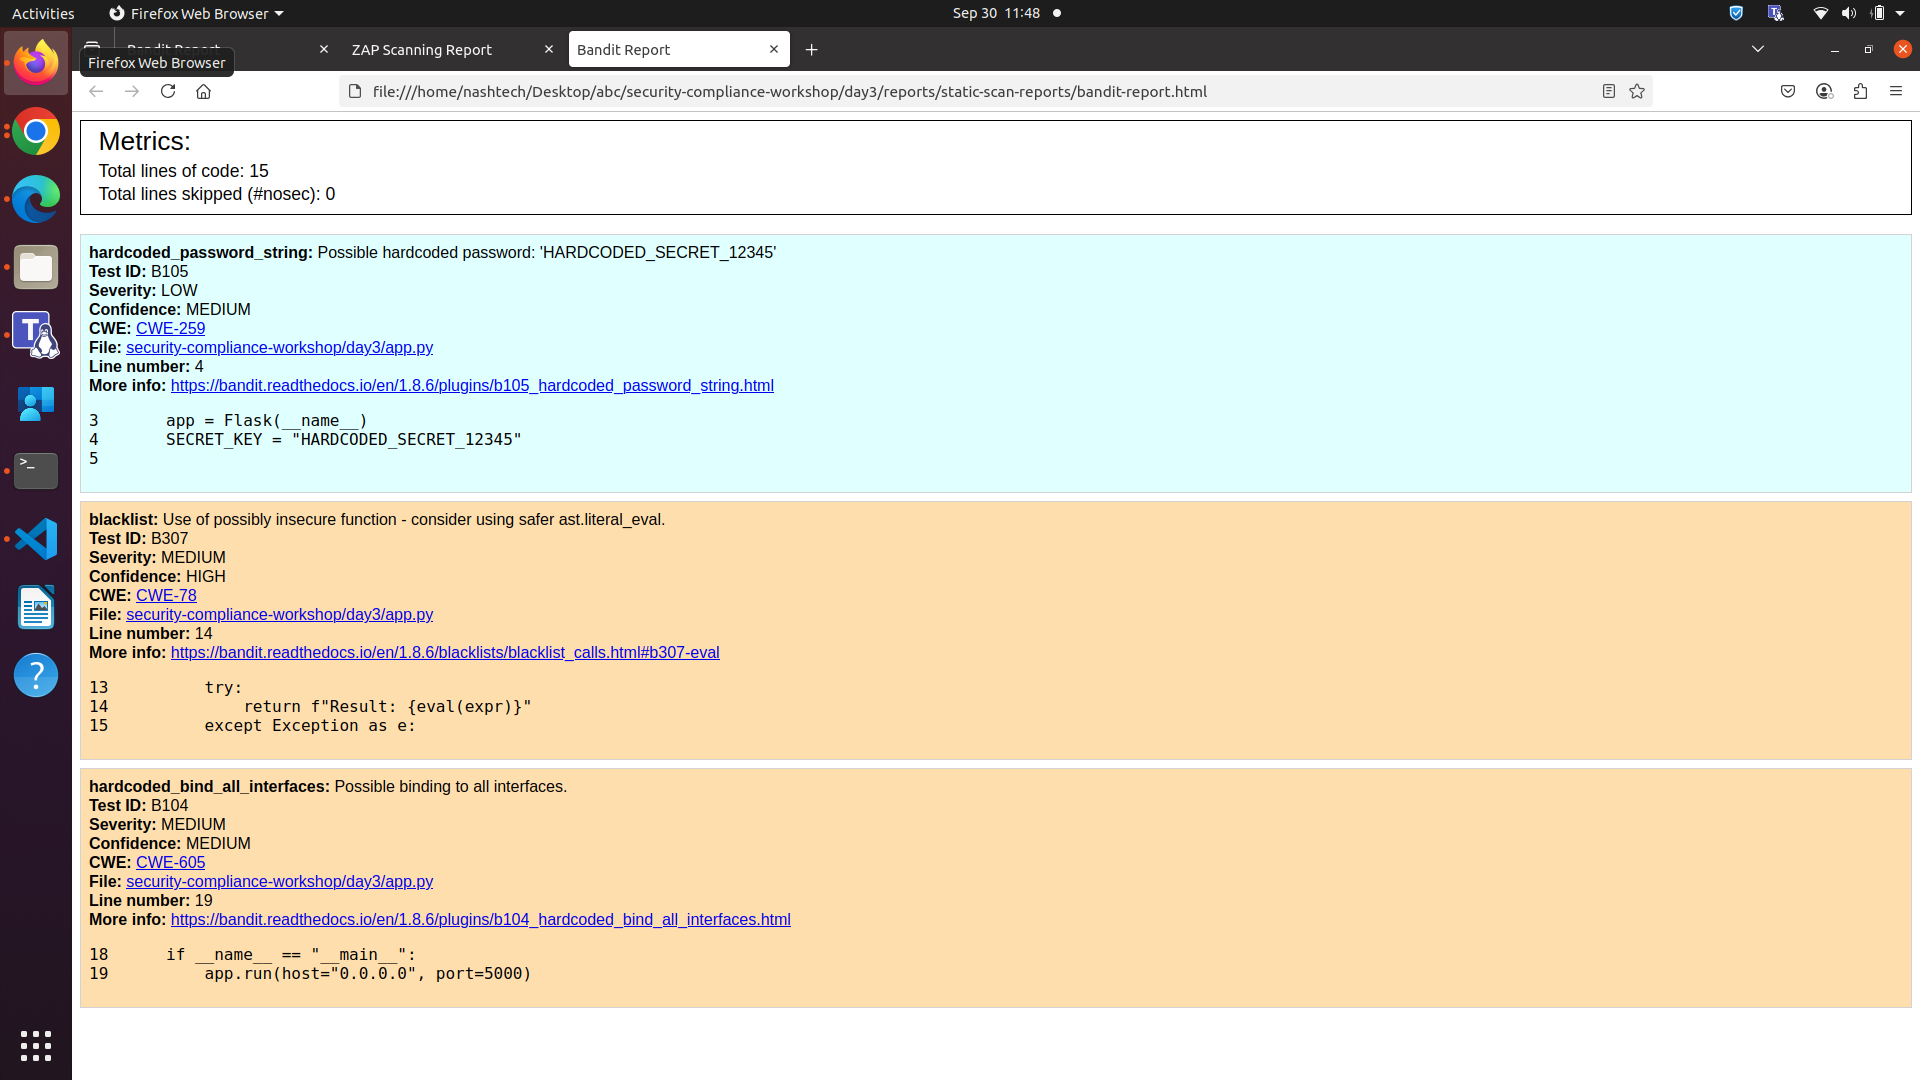 Activities
Firefox Web Browser
Sep 30 11:48
Bandit Report
ZAP Scanning Report
Bandit Report
Firefox Web Browser
file:///home/nashtech/Desktop/abc/security-compliance-workshop/day3/reports/static-scan-reports/bandit-report.html
Metrics:
Total lines of code: 15
Total lines skipped (#nosec): 0
hardcoded_password_string: Possible hardcoded password: 'HARDCODED_SECRET_12345'
Test ID: B105
Severity: LOW
Confidence: MEDIUM
CWE: CWE-259
File: security-compliance-workshop/day3/app.py
Line number: 4
More info: https://bandit.readthedocs.io/en/1.8.6/plugins/b105_hardcoded_password_string.html
3 app = Flask(__name__)
4 SECRET_KEY = "HARDCODED_SECRET_12345"
5
blacklist: Use of possibly insecure function - consider using safer ast.literal_eval.
Test ID: B307
Severity: MEDIUM
Confidence: HIGH
CWE: CWE-78
File: security-compliance-workshop/day3/app.py
Line number: 14
More info: https://bandit.readthedocs.io/en/1.8.6/blacklists/blacklist_calls.html#b307-eval
13 try:
14 return f"Result: {eval(expr)}"
15 except Exception as e:
hardcoded_bind_all_interfaces: Possible binding to all interfaces.
Test ID: B104
Severity: MEDIUM
Confidence: MEDIUM
CWE: CWE-605
File: security-compliance-workshop/day3/app.py
Line number: 19
More info: https://bandit.readthedocs.io/en/1.8.6/plugins/b104_hardcoded_bind_all_interfaces.html
18 if __name__ == "__main__":
19 app.run(host="0.0.0.0", port=5000)